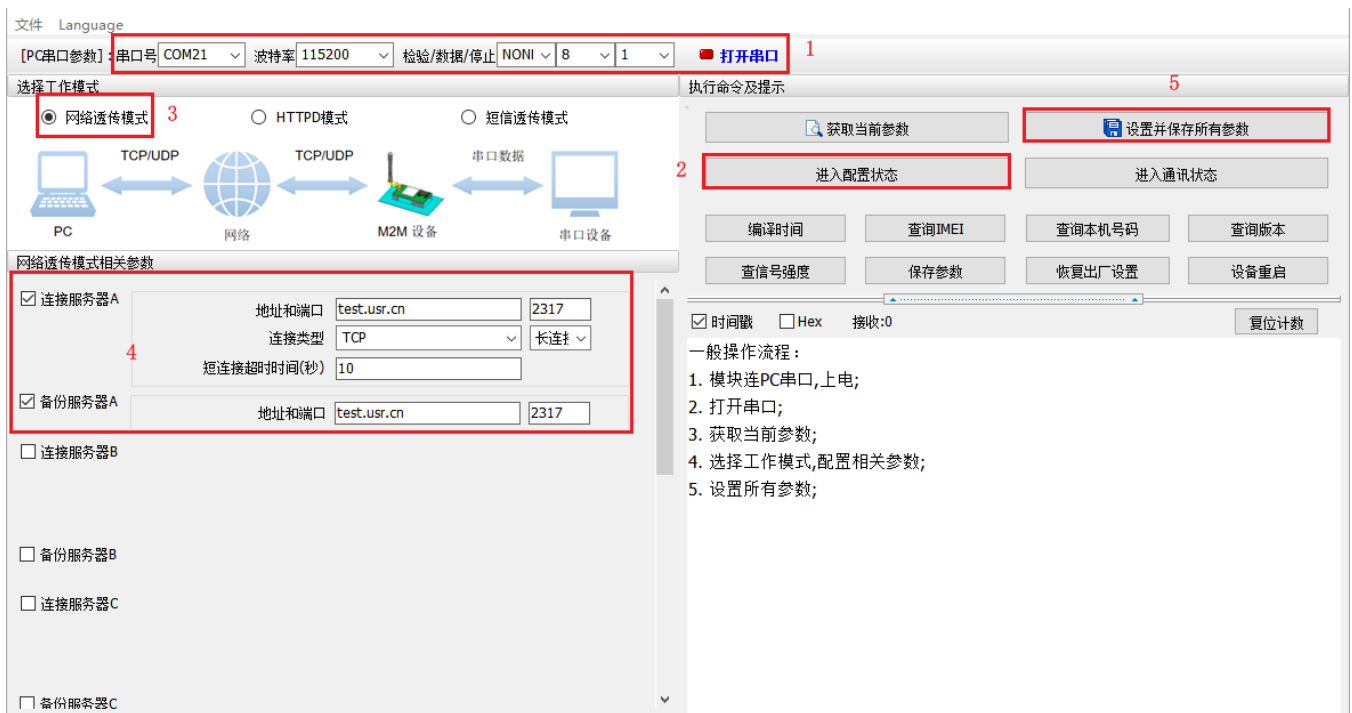 文件 Language
[PC串口参数]：串口号 COM21 波特率 115200 检验/数据/停止 NONI 8 1 打开串口 1
选择工作模式
3
网络透传模式 HTTPD模式 短信透传模式
TCP/UDP TCP/UDP 串口数据
PC 网络 M2M 设备 串口设备
网络透传模式相关参数
4
连接服务器A
地址和端口 test.usr.cn 2317
连接类型 TCP 长连接
短连接超时时间(秒) 10
备份服务器A
地址和端口 test.usr.cn 2317
连接服务器B
备份服务器B
连接服务器C
备份服务器C
执行命令及提示
5
获取当前参数 设置并保存所有参数
2
进入配置状态 进入通讯状态
编译时间 查询IMEI 查询本机号码 查询版本
查信号强度 保存参数 恢复出厂设置 设备重启
时间戳 Hex 接收:0 复位计数
一般操作流程：
1. 模块连PC串口,上电;
2. 打开串口;
3. 获取当前参数;
4. 选择工作模式,配置相关参数;
5. 设置所有参数;